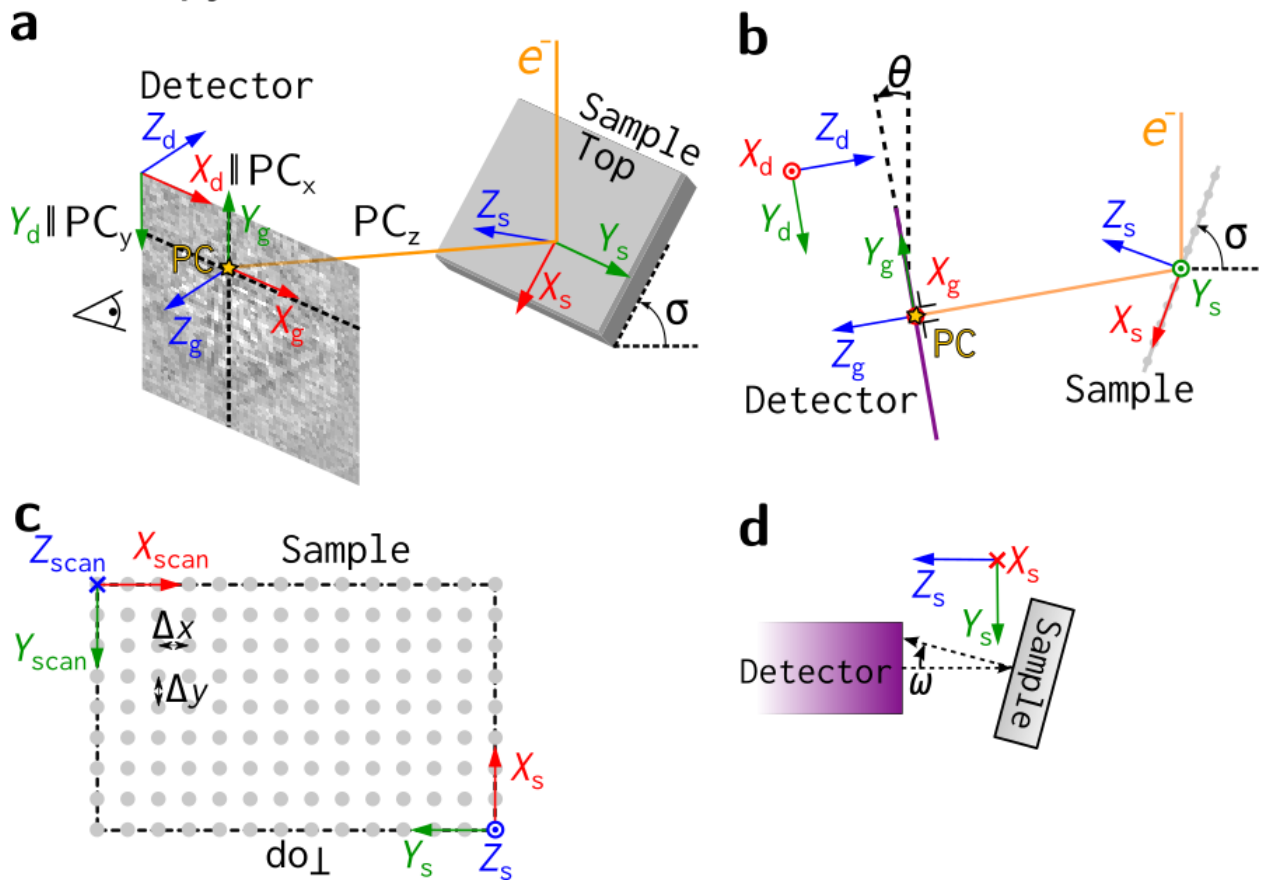 a
Detector
e⁻
Sample
Top
Z_d
X_d ∥ PC_x
Y_d ∥ PC_y
Y_g
PC_z
PC
X_g
Z_g
Z_s
Y_s
X_s
σ
b
θ
e⁻
Z_d
X_d
Y_d
Y_g
X_g
Z_g
PC
Detector
Z_s
σ
Y_s
X_s
Sample
c
Z_scan
X_scan
Sample
Y_scan
Δx
Δy
X_s
Y_s
Z_s
Top
d
Z_s
X_s
Y_s
Detector
ω
Sample